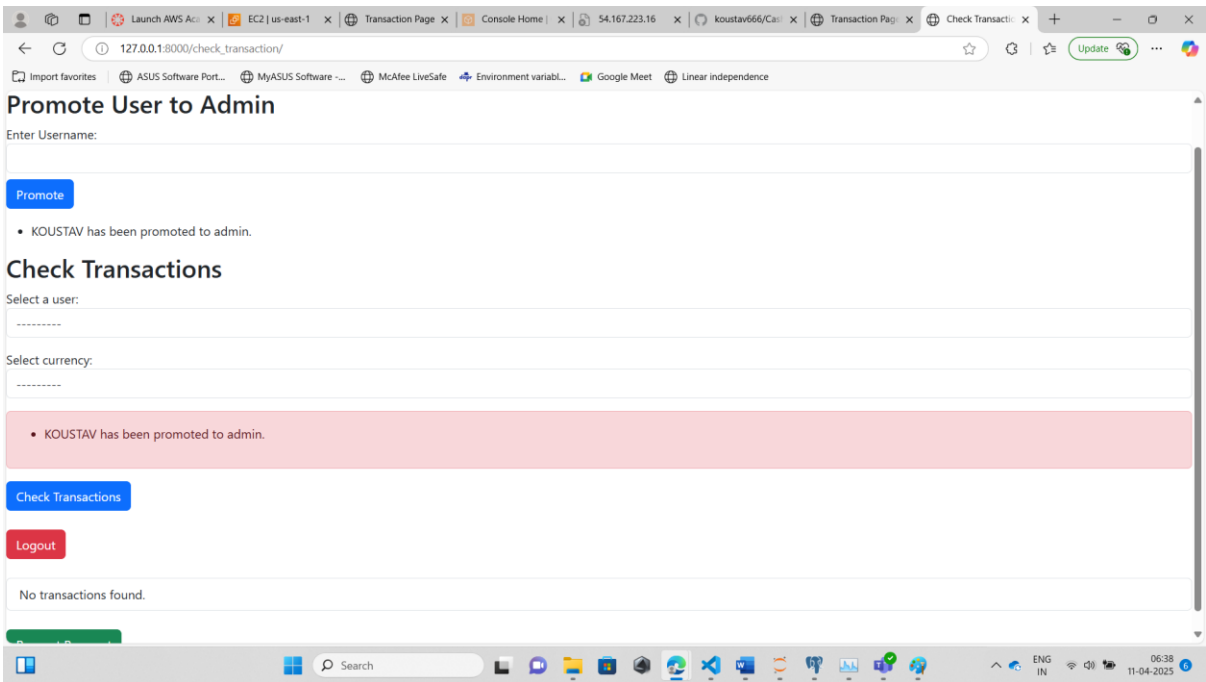 Launch AWS Aca
EC2 | us-east-1
Transaction Page
Console Home |
54.167.223.16
koustav666/Cas
Transaction Pag
Check Transactio
127.0.0.1:8000/check_transaction/
Update
Import favorites
ASUS Software Port...
MyASUS Software -...
McAfee LiveSafe
Environment variabl...
Google Meet
Linear independence
Promote User to Admin
Enter Username:
Promote
• KOUSTAV has been promoted to admin.
Check Transactions
Select a user:
---------
Select currency:
---------
• KOUSTAV has been promoted to admin.
Check Transactions
Logout
No transactions found.
Search
ENG
IN
06:38
11-04-2025
6